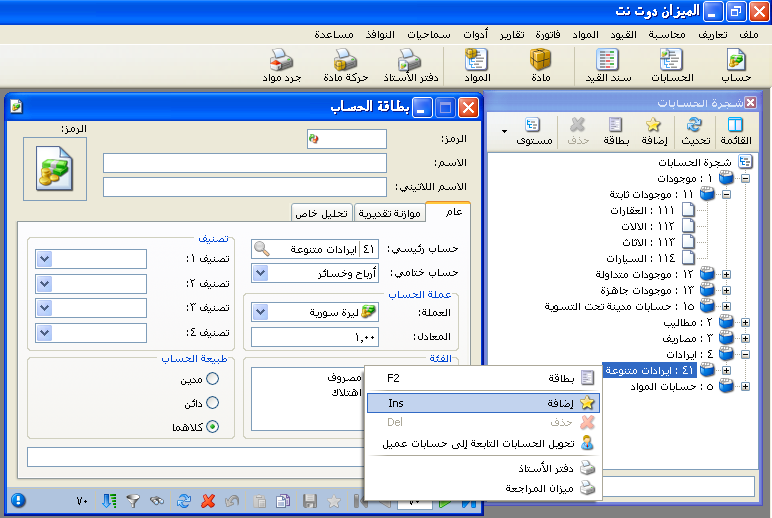 الميزان دوت نت
ملف تعاريف محاسبة القيود المواد فاتورة تقارير أدوات سماحيات النوافذ مساعدة
حساب الحسابات سند القيد مادة المواد دفتر الأستاذ حركة مادة جرد مواد
شجرة الحسابات
القائمة تحديث إضافة بطاقة حذف مستوى
شجرة الحسابات
١ : موجودات
١١ : موجودات ثابتة
١١١ : العقارات
١١٢ : الالات
١١٣ : الاثاث
١١٤ : السيارات
١٢ : موجودات متداولة
١٣ : موجودات جاهزة
١٥ : حسابات مدينة تحت التسوية
٢ : مطاليب
٣ : مصاريف
٤ : ايرادات
٤١ : ايرادات متنوعة
٥ : حسابات المواد
بطاقة الحساب
الرمز:
الرمز:
الاسم:
الاسم اللاتيني:
عام موازنة تقديرية تحليل خاص
حساب رئيسي: ٤١ ايرادات متنوعة
حساب ختامي: أرباح وخسائر
عملة الحساب
العملة: ليرة سورية
المعادل: ١,٠٠
الفئة
مصروف
اهتلاك
تصنيف
تصنيف ١:
تصنيف ٢:
تصنيف ٣:
تصنيف ٤:
طبيعة الحساب
مدين
دائن
كلاهما
بطاقة F2
إضافة Ins
حذف Del
تحويل الحسابات التابعة إلى حسابات عميل
دفتر الأستاذ
ميزان المراجعة
٧٠ ٧٠